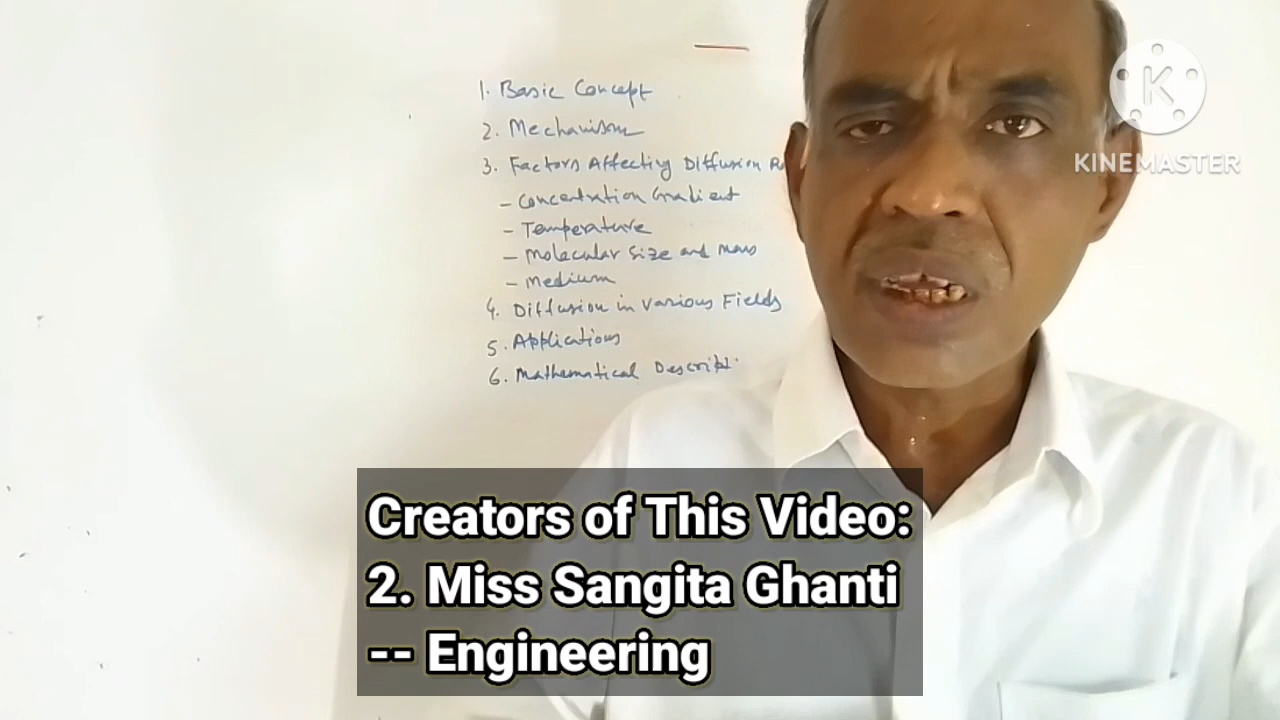 1. Basic Concept
2. Mechanism
3. Factors Affecting Diffusion
- Concentration Gradient
- Temperature
- Molecular Size and Mass
- Medium
4. Diffusion in Various Fields
5. Applications
6. Mathematical Descripti
K
KINEMASTER
Creators of This Video:
2. Miss Sangita Ghanti
-- Engineering